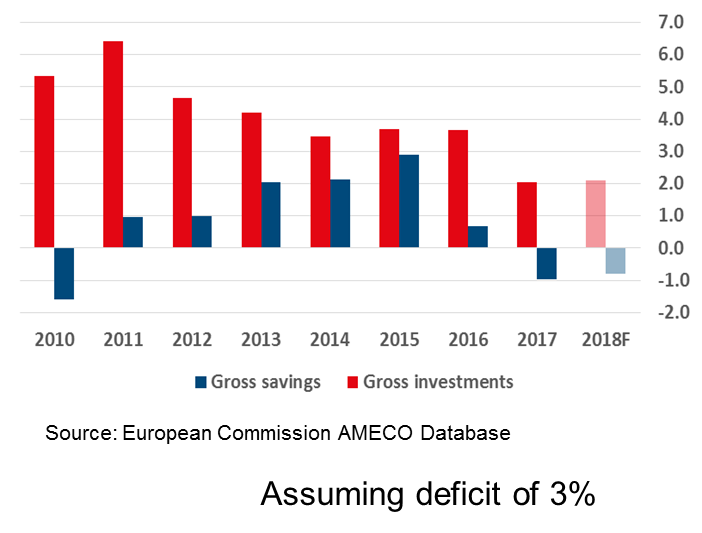 7.0
6.0
5.0
4.0
3.0
2.0
1.0
0.0
-1.0
-2.0
2010 2011 2012 2013 2014 2015 2016 2017 2018F
Gross savings Gross investments
Source: European Commission AMECO Database
Assuming deficit of 3%